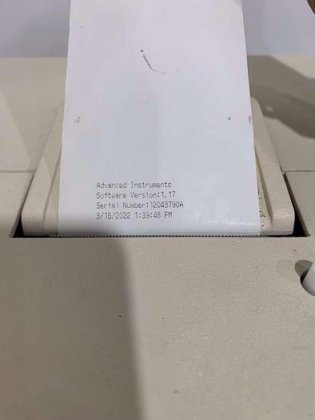 Advanced Instruments
Software Version:1.17
Serial Number:12043790A
3/16/2022 1:39:48 PM